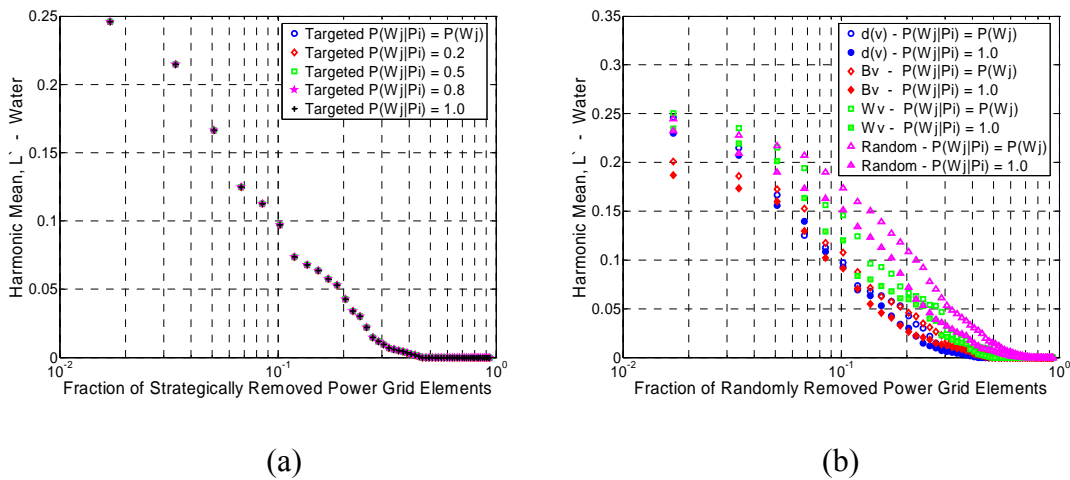 0.25
0.2
0.15
0.1
0.05
0
Harmonic Mean, L` - Water
Targeted P(Wj|Pi) = P(Wj)
Targeted P(Wj|Pi) = 0.2
Targeted P(Wj|Pi) = 0.5
Targeted P(Wj|Pi) = 0.8
Targeted P(Wj|Pi) = 1.0
10-2
10-1
100
Fraction of Strategically Removed Power Grid Elements
(a)
0.35
0.3
0.25
0.2
0.15
0.1
0.05
0
Harmonic Mean, L` - Water
d(v) - P(Wj|Pi) = P(Wj)
d(v) - P(Wj|Pi) = 1.0
Bv - P(Wj|Pi) = P(Wj)
Bv - P(Wj|Pi) = 1.0
Wv - P(Wj|Pi) = P(Wj)
Wv - P(Wj|Pi) = 1.0
Random - P(Wj|Pi) = P(Wj)
Random - P(Wj|Pi) = 1.0
10-2
10-1
100
Fraction of Randomly Removed Power Grid Elements
(b)